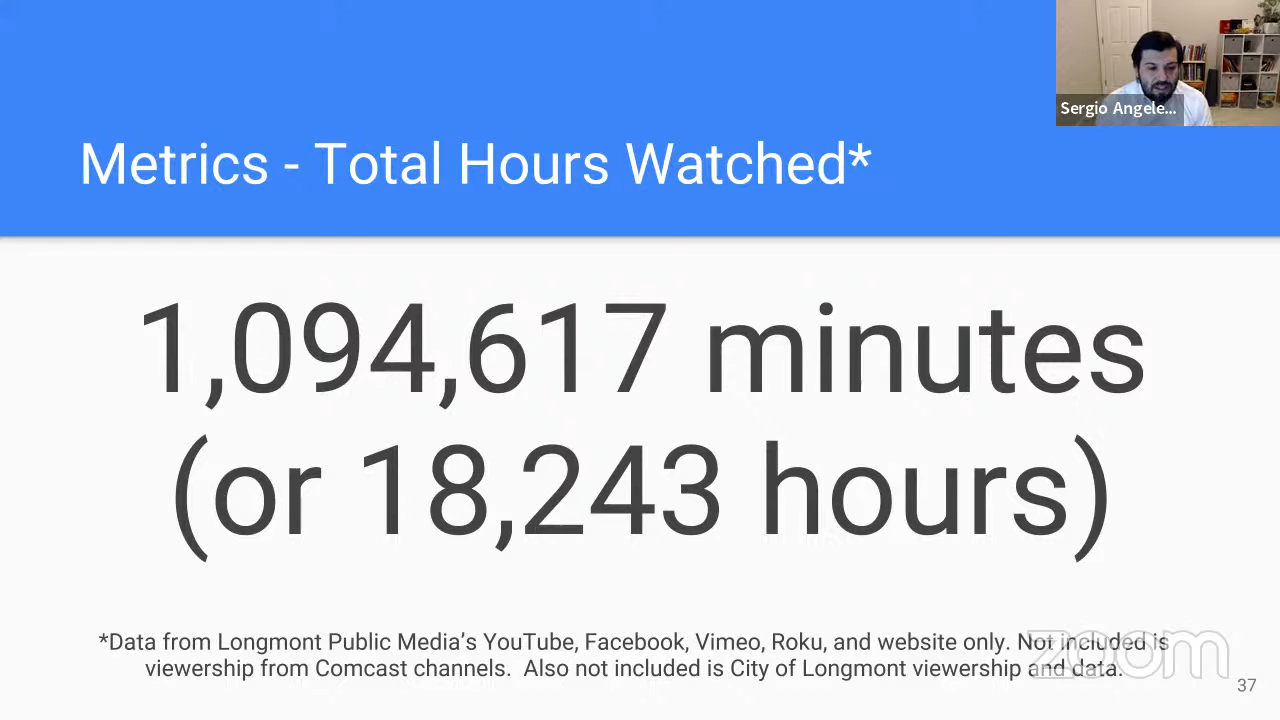 Sergio Angele...
Metrics - Total Hours Watched*
1,094,617 minutes
(or 18,243 hours)
*Data from Longmont Public Media’s YouTube, Facebook, Vimeo, Roku, and website only. Not included is
viewership from Comcast channels.  Also not included is City of Longmont viewership and data.
zoom
37